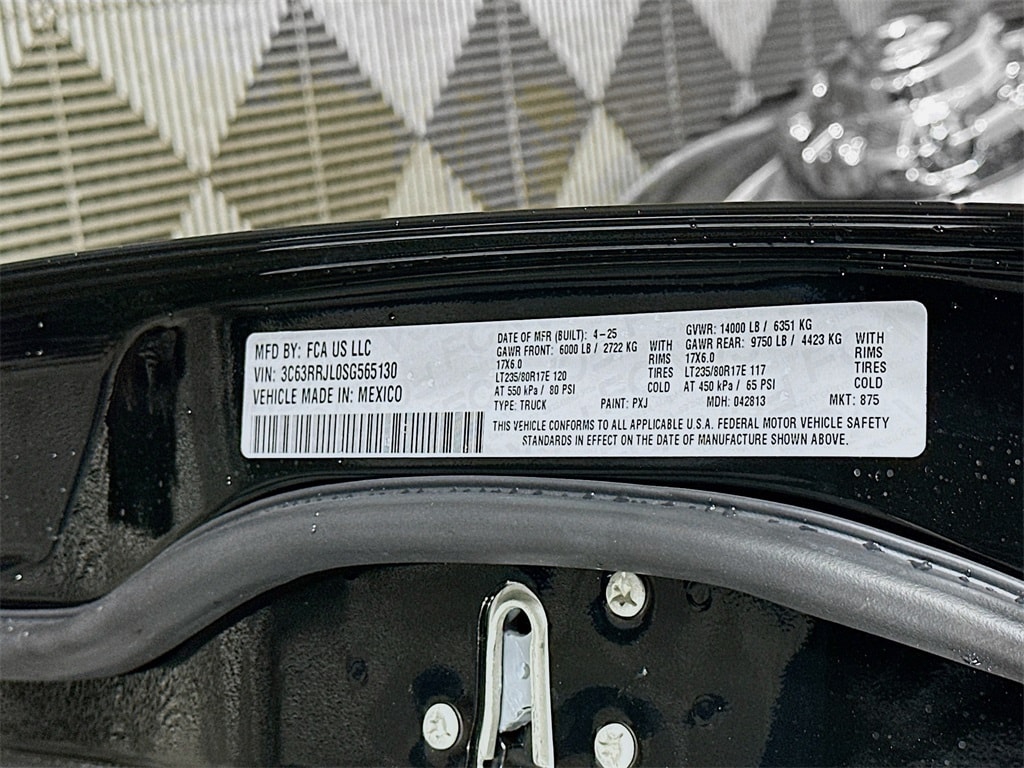 MFD BY: FCA US LLC
VIN: 3C63RRJL0SG565130
VEHICLE MADE IN: MEXICO
DATE OF MFR (BUILT): 4-25
GAWR FRONT: 6000 LB / 2722 KG WITH
17X6.0 RIMS
LT235/80R17E 120 TIRES
AT 550 kPa / 80 PSI COLD
TYPE: TRUCK PAINT: PXJ
GVWR: 14000 LB / 6351 KG
GAWR REAR: 9750 LB / 4423 KG WITH
17X6.0 RIMS
LT235/80R17E 117 TIRES
AT 450 kPa / 65 PSI COLD
MDH: 042813 MKT: 875
THIS VEHICLE CONFORMS TO ALL APPLICABLE U.S.A. FEDERAL MOTOR VEHICLE SAFETY
STANDARDS IN EFFECT ON THE DATE OF MANUFACTURE SHOWN ABOVE.